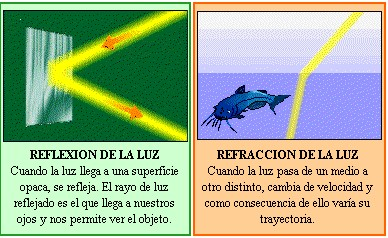 REFLEXION DE LA LUZ
Cuando la luz llega a una superficie
opaca, se refleja. El rayo de luz
reflejado es el que llega a nuestros
ojos y nos permite ver el objeto.
REFRACCION DE LA LUZ
Cuando la luz pasa de un medio a
otro distinto, cambia de velocidad y
como consecuencia de ello varía su
trayectoria.